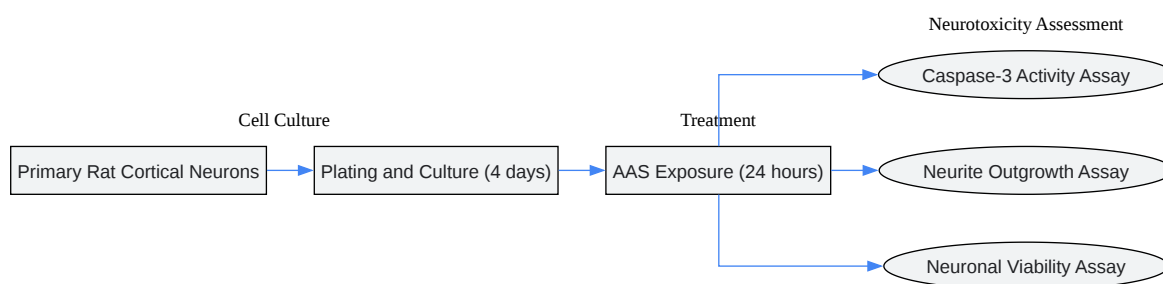 Neurotoxicity Assessment
Caspase-3 Activity Assay
Cell Culture
Treatment
Primary Rat Cortical Neurons
Plating and Culture (4 days)
AAS Exposure (24 hours)
Neurite Outgrowth Assay
Neuronal Viability Assay